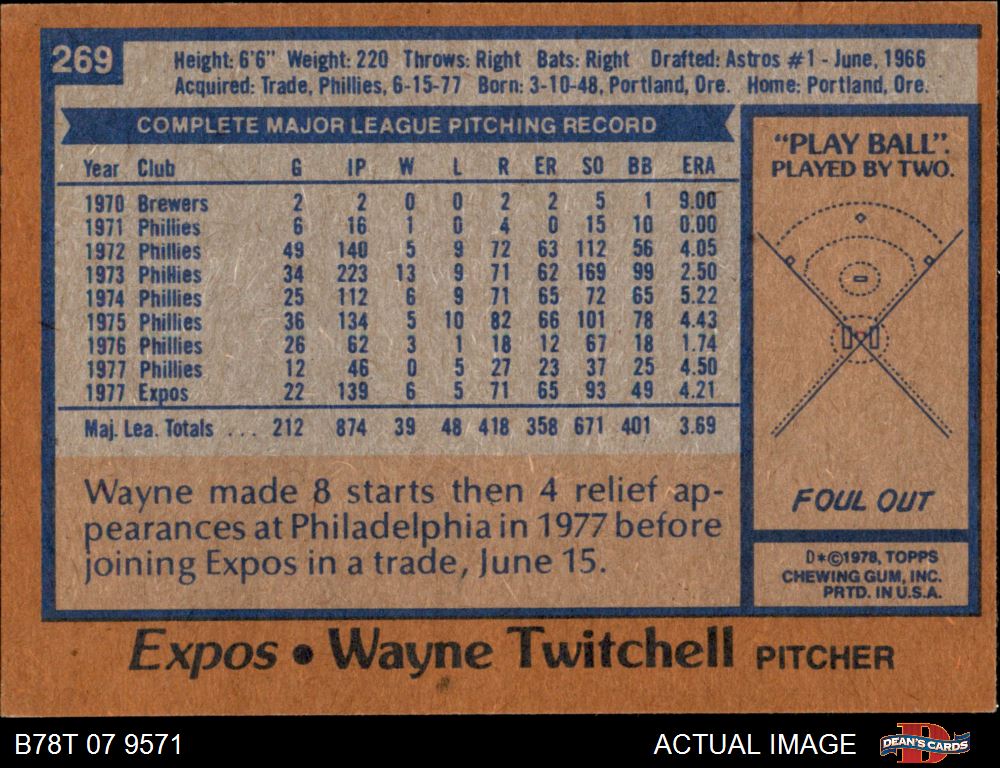 269
Height: 6'6" Weight: 220 Throws: Right Bats: Right Drafted: Astros #1 - June, 1966
Acquired: Trade, Phillies, 6-15-77 Born: 3-10-48, Portland, Ore. Home: Portland, Ore.
COMPLETE MAJOR LEAGUE PITCHING RECORD
Year Club G IP W L R ER SO BB ERA
1970 Brewers 2 2 0 0 2 2 5 1 9.00
1971 Phillies 6 16 1 0 4 0 15 10 0.00
1972 Phillies 49 140 5 9 72 63 112 56 4.05
1973 Phillies 34 223 13 9 71 62 169 99 2.50
1974 Phillies 25 112 6 9 71 65 72 65 5.22
1975 Phillies 36 134 5 10 82 66 101 78 4.43
1976 Phillies 26 62 3 1 18 12 67 18 1.74
1977 Phillies 12 46 0 5 27 23 37 25 4.50
1977 Expos 22 139 6 5 71 65 93 49 4.21
Maj. Lea. Totals ... 212 874 39 48 418 358 671 401 3.69
Wayne made 8 starts then 4 relief ap-
pearances at Philadelphia in 1977 before
joining Expos in a trade, June 15.
"PLAY BALL".
PLAYED BY TWO.
FOUL OUT
D*©1978, TOPPS
CHEWING GUM, INC.
PRTD. IN U.S.A.
Expos • Wayne Twitchell PITCHER
B78T 07 9571
ACTUAL IMAGE
D
DEAN'S CARDS